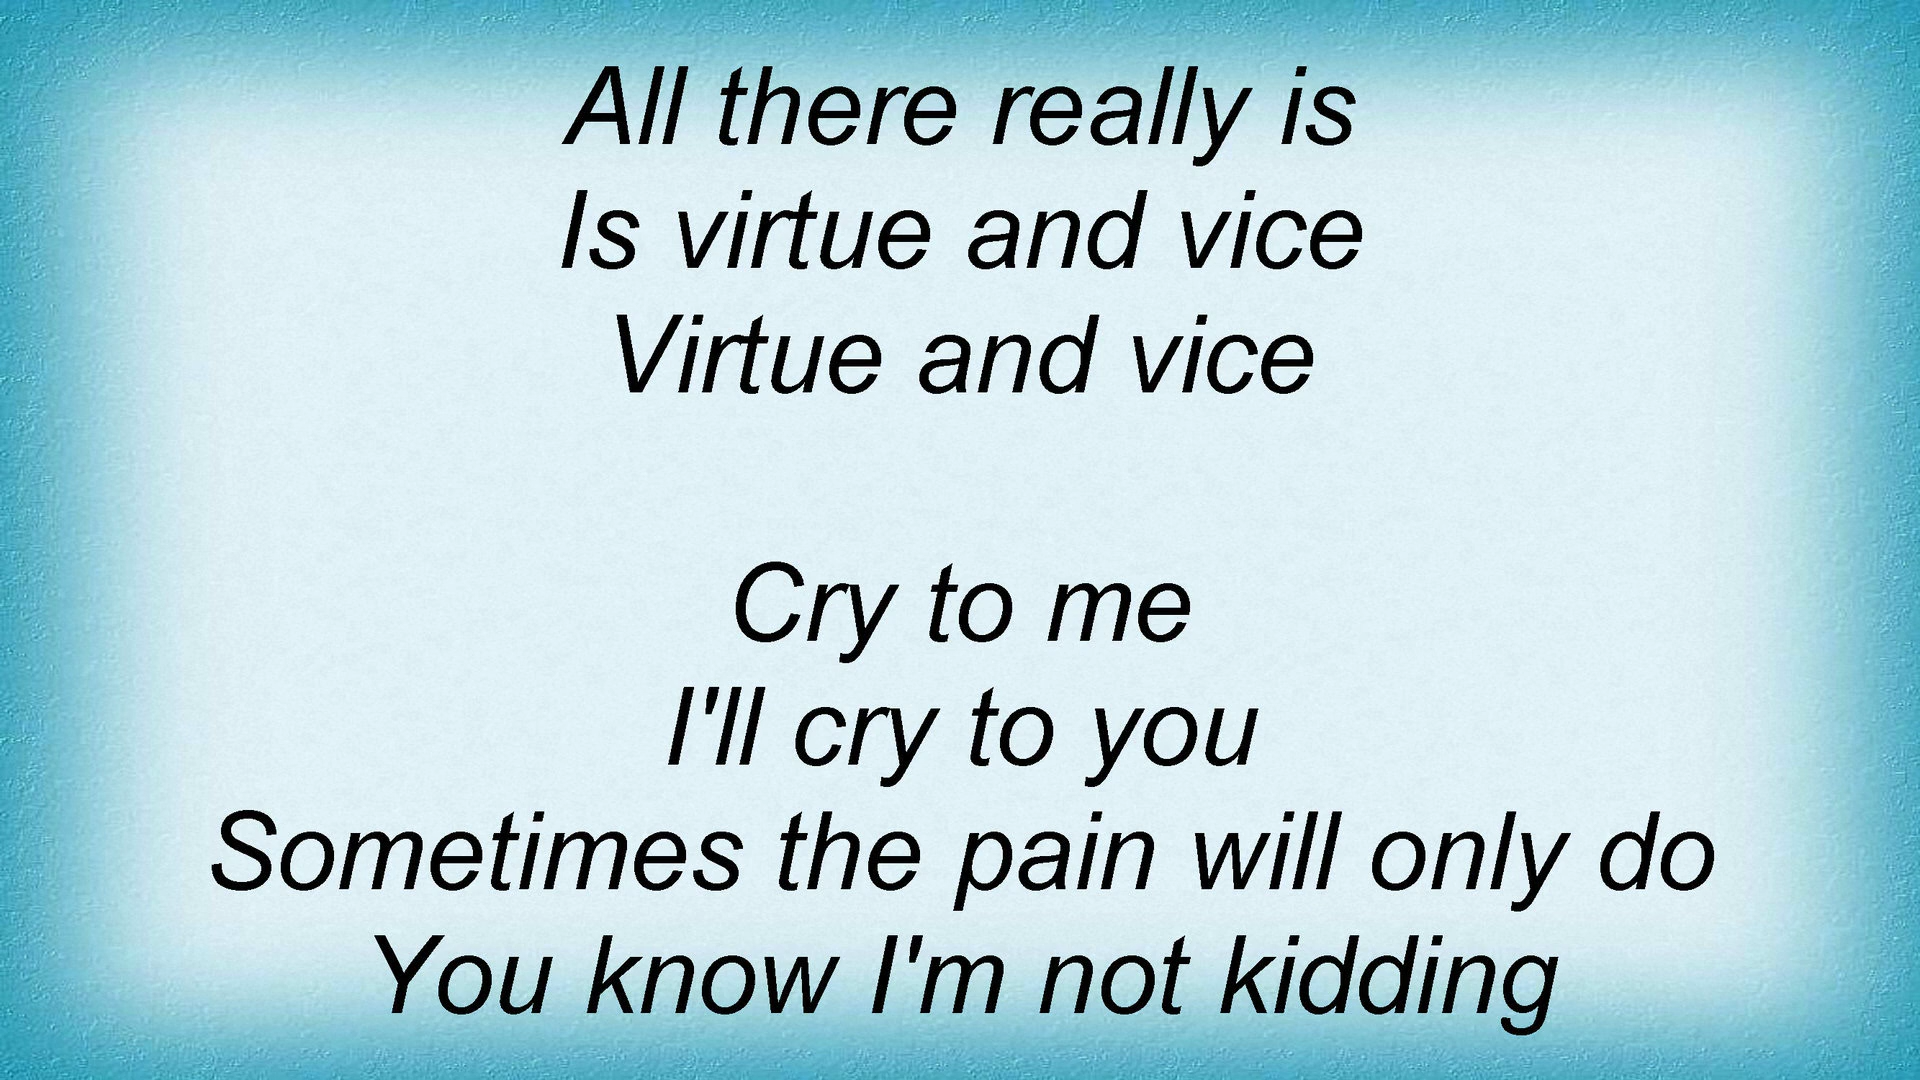 All there really is
Is virtue and vice
Virtue and vice
Cry to me
I'll cry to you
Sometimes the pain will only do
You know I'm not kidding